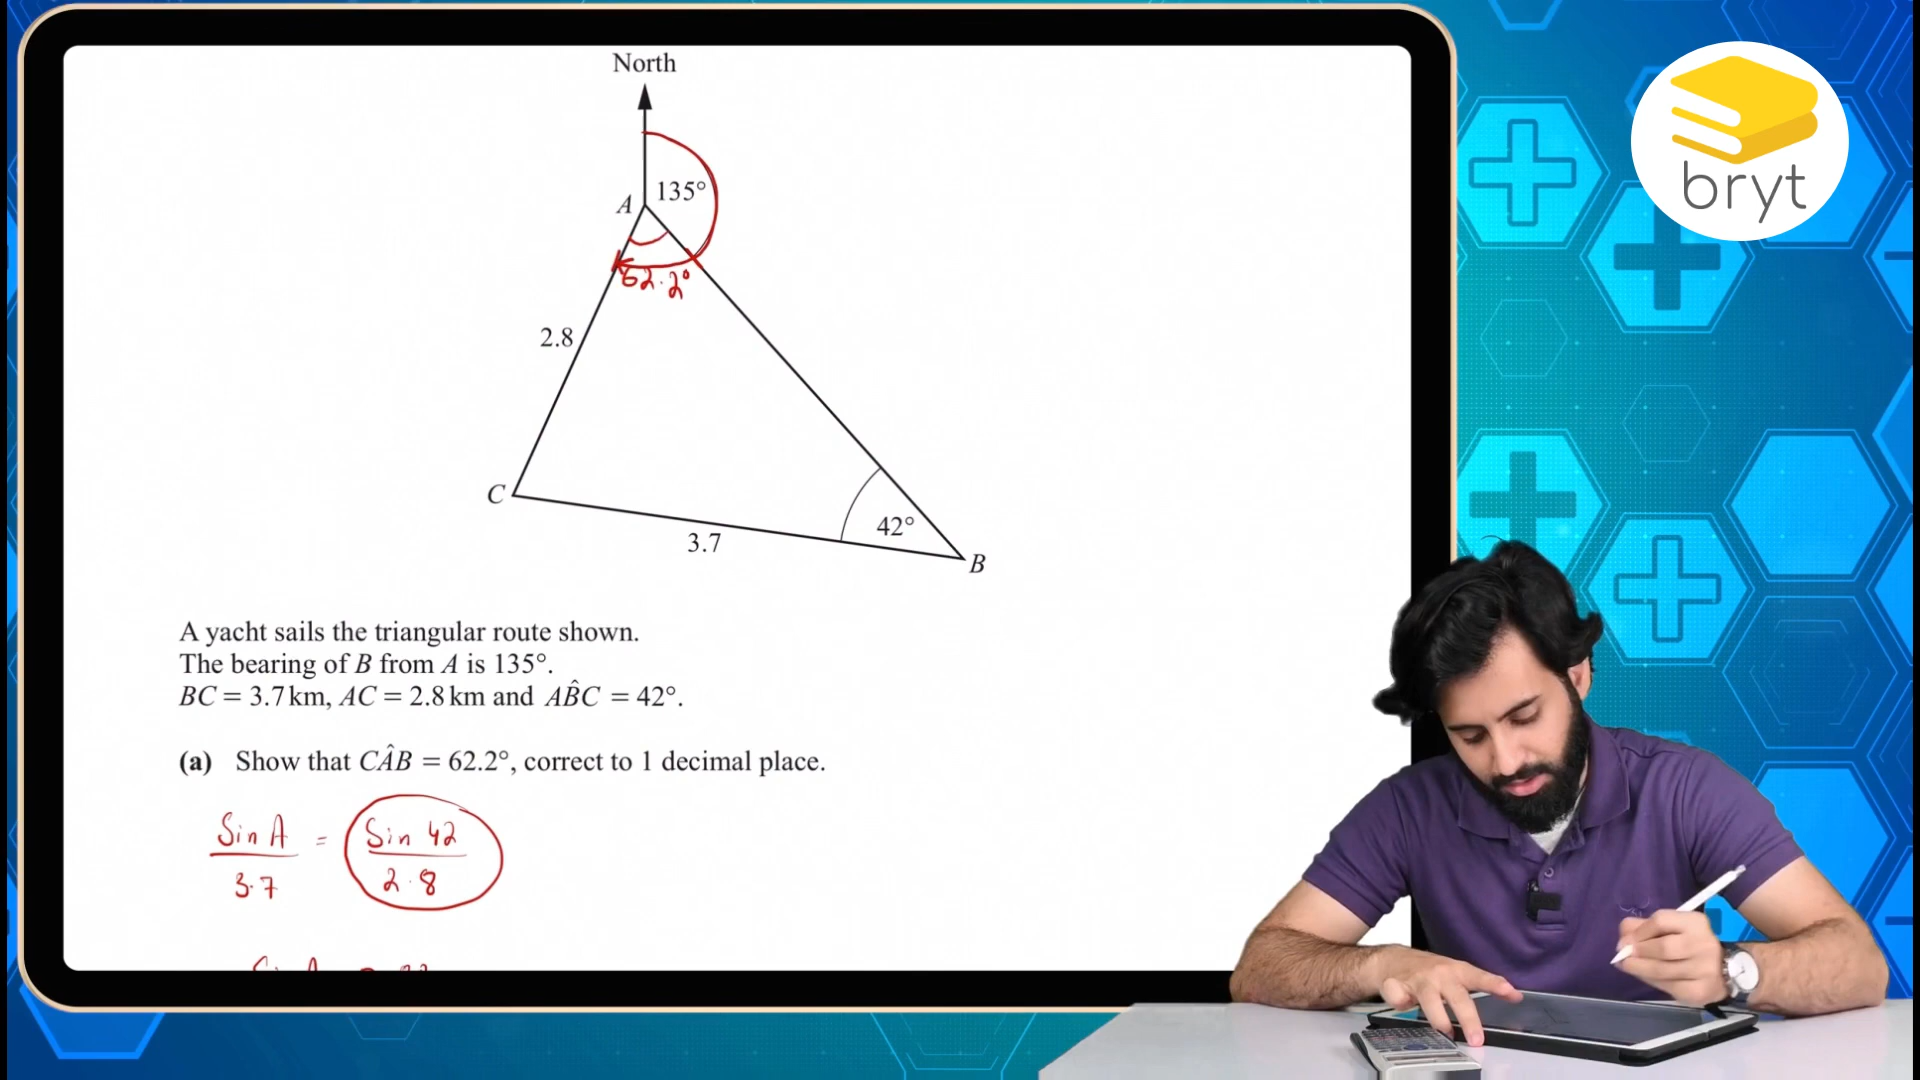 North
A 135°
62.2°
2.8
C
42°
3.7
B
A yacht sails the triangular route shown.
The bearing of B from A is 135°.
BC = 3.7 km, AC = 2.8 km and AB̂C = 42°.
(a) Show that CÂB = 62.2°, correct to 1 decimal place.
Sin A = Sin 42
3.7 2.8
bryt